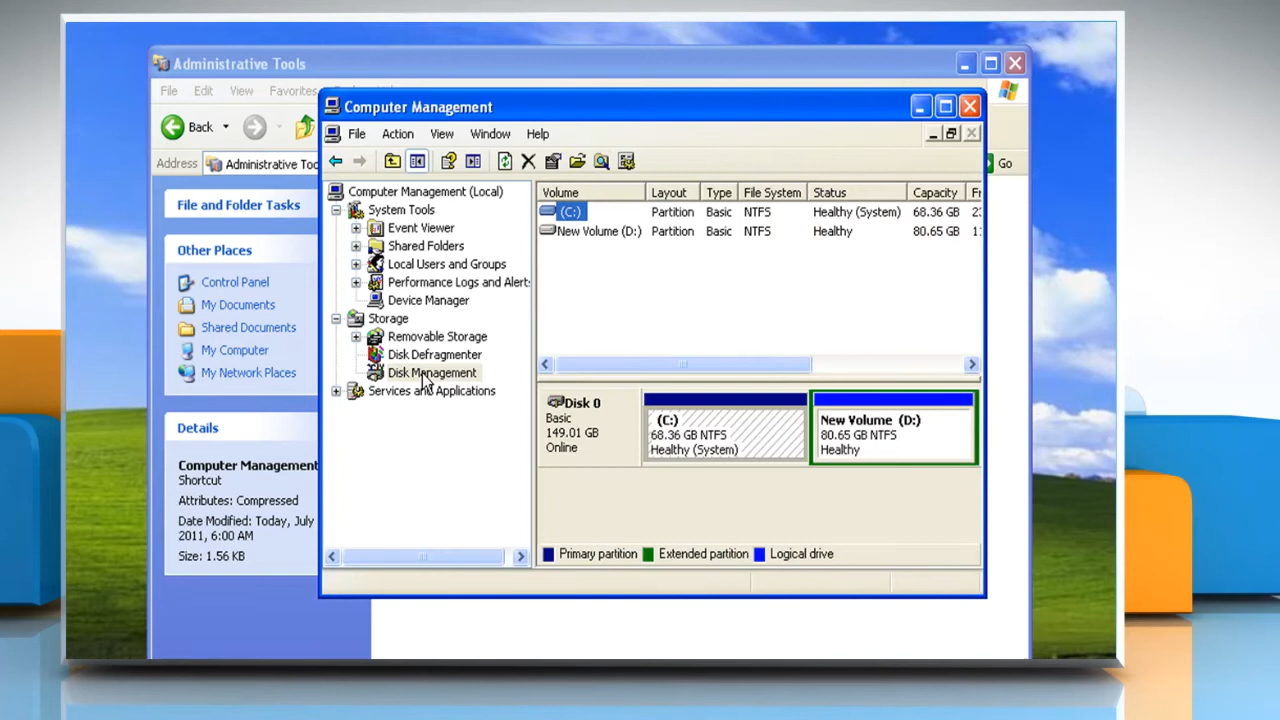 Administrative Tools
File Edit View Favorites
Back
Address Administrative Too
Go
File and Folder Tasks
Other Places
Control Panel
My Documents
Shared Documents
My Computer
My Network Places
Details
Computer Management
Shortcut
Attributes: Compressed
Date Modified: Today, July
2011, 6:00 AM
Size: 1.56 KB
Computer Management
File Action View Window Help
Computer Management (Local)
System Tools
Event Viewer
Shared Folders
Local Users and Groups
Performance Logs and Alerts
Device Manager
Storage
Removable Storage
Disk Defragmenter
Disk Management
Services and Applications
Volume Layout Type File System Status Capacity Fr
(C:) Partition Basic NTFS Healthy (System) 68.36 GB
New Volume (D:) Partition Basic NTFS Healthy 80.65 GB
Disk 0
Basic
149.01 GB
Online
(C:)
68.36 GB NTFS
Healthy (System)
New Volume (D:)
80.65 GB NTFS
Healthy
Primary partition Extended partition Logical drive